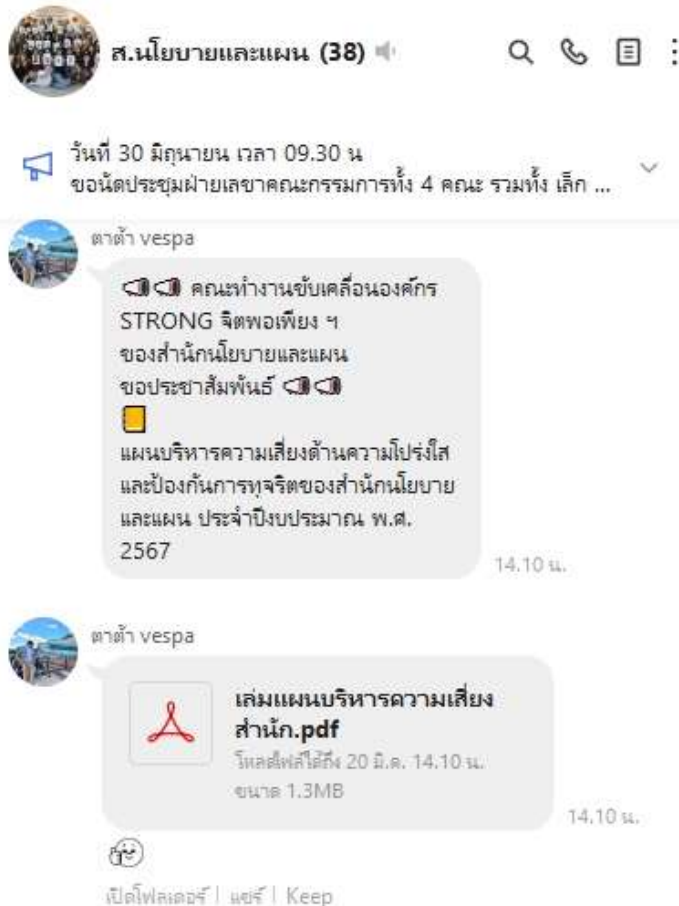 ส.นโยบายและแผน (38)
วันที่ 30 มิถุนายน เวลา 09.30 น
ขอนัดประชุมฝ่ายเลขาคณะกรรมการทั้ง 4 คณะ รวมทั้ง เล็ก ...
ตาต้า vespa
คณะทำงานขับเคลื่อนองค์กร
STRONG จิตพอเพียง ฯ
ของสำนักนโยบายและแผน
ขอประชาสัมพันธ์
แผนบริหารความเสี่ยงด้านความโปร่งใส
และป้องกันการทุจริตของสำนักนโยบาย
และแผน ประจำปีงบประมาณ พ.ศ.
2567
14.10 น.
ตาต้า vespa
เล่มแผนบริหารความเสี่ยง
สำนัก.pdf
โหลดไฟล์ได้ถึง 20 มี.ค. 14.10 น.
ขนาด 1.3MB
14.10 น.
เปิดโฟลเดอร์ | แชร์ | Keep